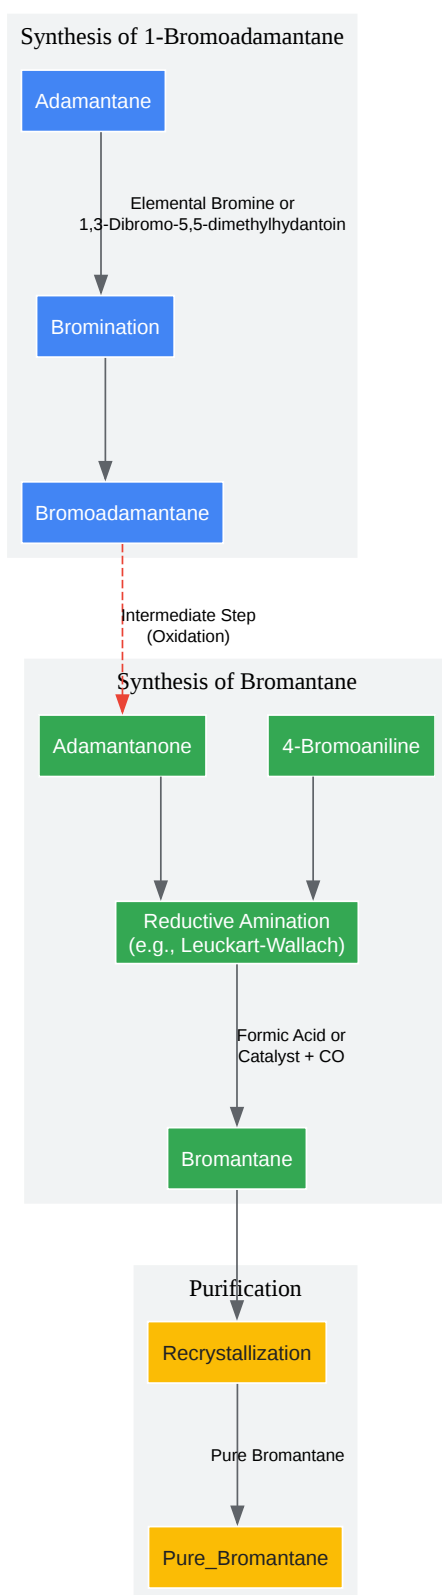 Synthesis of 1-Bromoadamantane
Adamantane
Elemental Bromine or
1,3-Dibromo-5,5-dimethylhydantoin
Bromination
Bromoadamantane
Intermediate Step
(Oxidation)
Synthesis of Bromantane
Adamantanone
4-Bromoaniline
Reductive Amination
(e.g., Leuckart-Wallach)
Formic Acid or
Catalyst + CO
Bromantane
Purification
Recrystallization
Pure Bromantane
Pure_Bromantane